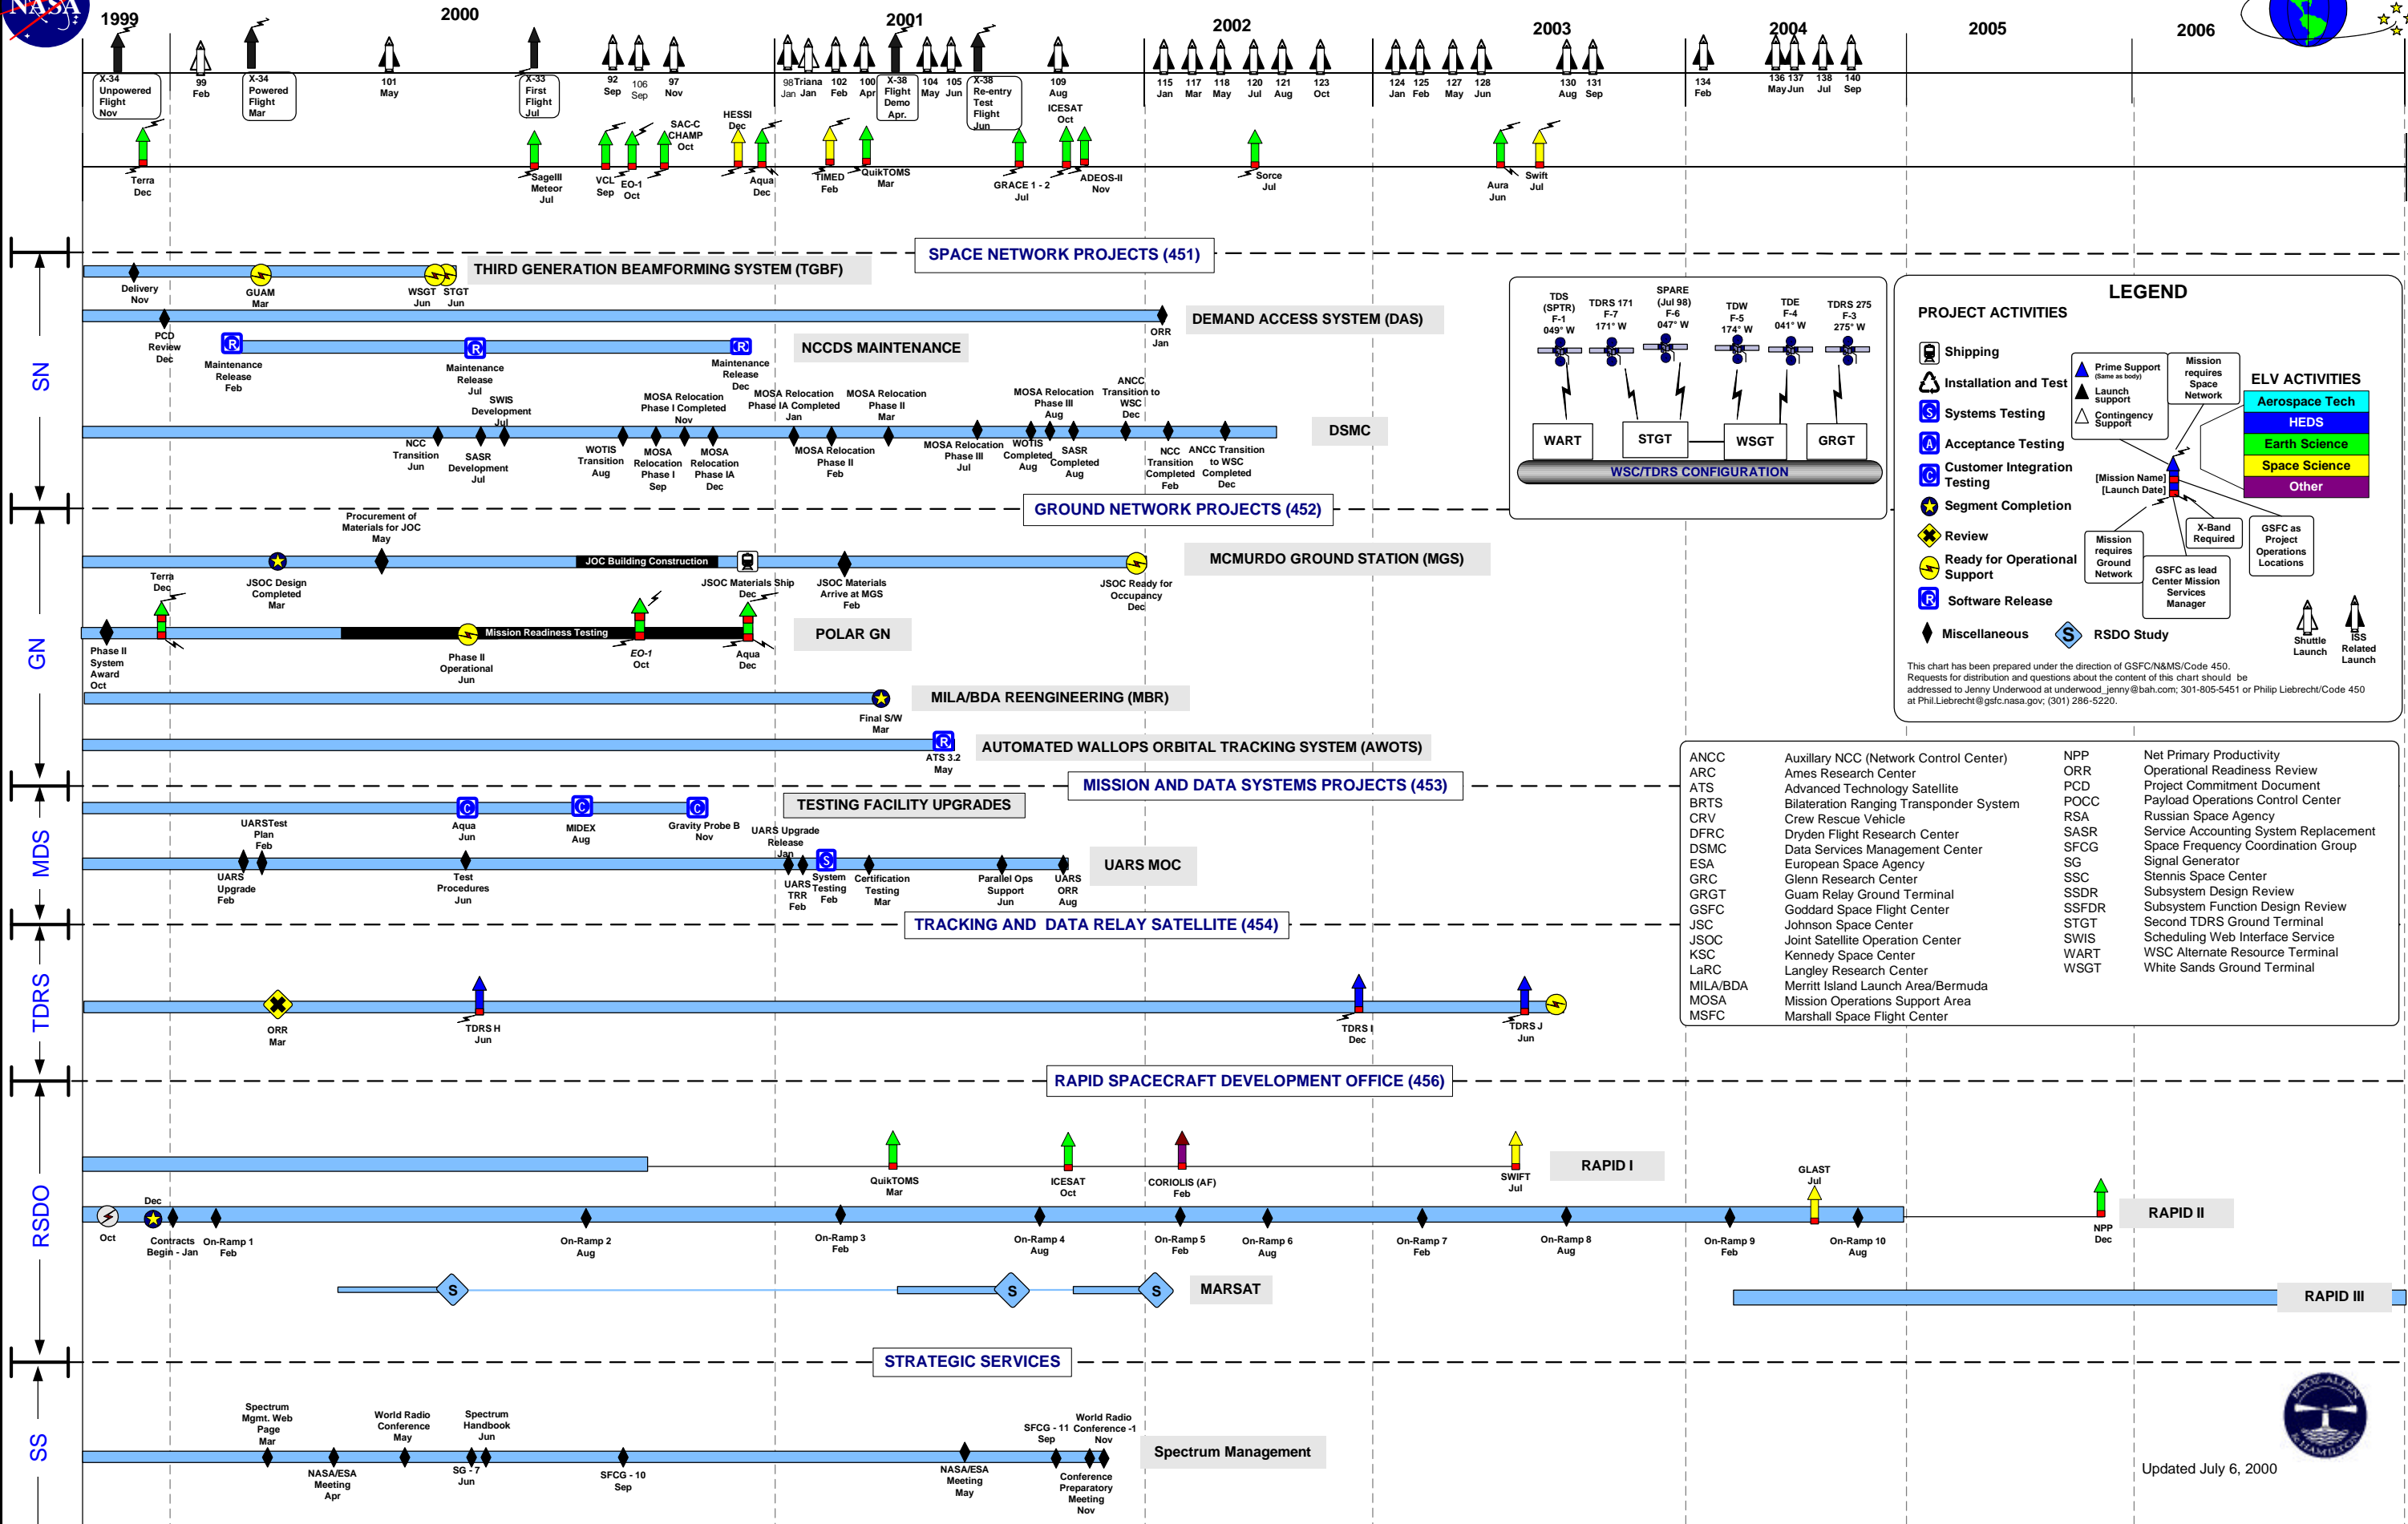 NASA
1999
2000
2001
2002
2003
2004
2005
2006
X-34
Unpowered
Flight
Nov
99
Feb
X-34
Powered
Flight
Mar
101
May
X-33
First
Flight
Jul
92
Sep
106
Sep
97
Nov
98
Jan
Triana
Jan
102
Feb
100
Apr
X-38
Flight
Demo
Apr.
104
May
105
Jun
X-38
Re-entry
Test
Flight
Jun
109
Aug
115
Jan
117
Mar
118
May
120
Jul
121
Aug
123
Oct
124
Jan
125
Feb
127
May
128
Jun
130
Aug
131
Sep
134
Feb
136
May
137
Jun
138
Jul
140
Sep
Terra
Dec
SageIII
Meteor
Jul
VCL
Sep
EO-1
Oct
SAC-C
CHAMP
Oct
HESSI
Dec
Aqua
Dec
TIMED
Feb
QuikTOMS
Mar
GRACE 1 - 2
Jul
ICESAT
Oct
ADEOS-II
Nov
Sorce
Jul
Aura
Jun
Swift
Jul
SPACE NETWORK PROJECTS (451)
SN
THIRD GENERATION BEAMFORMING SYSTEM (TGBF)
Delivery
Nov
GUAM
Mar
WSGT
Jun
STGT
Jun
DEMAND ACCESS SYSTEM (DAS)
PCD
Review
Dec
ORR
Jan
NCCDS MAINTENANCE
R
R
R
Maintenance
Release
Feb
Maintenance
Release
Jul
Maintenance
Release
Dec
DSMC
NCC
Transition
Jun
SASR
Development
Jul
SWIS
Development
Jul
WOTIS
Transition
Aug
MOSA
Relocation
Phase I
Sep
MOSA Relocation
Phase I Completed
Nov
MOSA
Relocation
Phase IA
Dec
MOSA Relocation
Phase IA Completed
Jan
MOSA Relocation
Phase II
Feb
MOSA Relocation
Phase II
Mar
MOSA Relocation
Phase III
Jul
WOTIS
Completed
Aug
MOSA Relocation
Phase III
Aug
SASR
Completed
Aug
ANCC
Transition to
WSC
Dec
NCC
Transition
Completed
Feb
ANCC Transition
to WSC
Completed
Dec
TDS
(SPTR)
F-1
049° W
TDRS 171
F-7
171° W
SPARE
(Jul 98)
F-6
047° W
TDW
F-5
174° W
TDE
F-4
041° W
TDRS 275
F-3
275° W
WART
STGT
WSGT
GRGT
WSC/TDRS CONFIGURATION
LEGEND
PROJECT ACTIVITIES
Shipping
Installation and Test
S Systems Testing
A Acceptance Testing
C Customer Integration
Testing
Segment Completion
Review
Ready for Operational
Support
R Software Release
Miscellaneous
S RSDO Study
Prime Support
(Same as body)
Launch
support
Contingency
Support
Mission
requires
Space
Network
ELV ACTIVITIES
Aerospace Tech
HEDS
Earth Science
Space Science
Other
[Mission Name]
[Launch Date]
Mission
requires
Ground
Network
X-Band
Required
GSFC as
Project
Operations
Locations
GSFC as lead
Center Mission
Services
Manager
Shuttle
Launch
ISS
Related
Launch
This chart has been prepared under the direction of GSFC/N&MS/Code 450.
Requests for distribution and questions about the content of this chart should be
addressed to Jenny Underwood at underwood_jenny@bah.com; 301-805-5451 or Philip Liebrecht/Code 450
at Phil.Liebrecht@gsfc.nasa.gov; (301) 286-5220.
GROUND NETWORK PROJECTS (452)
GN
MCMURDO GROUND STATION (MGS)
JSOC Design
Completed
Mar
Procurement of
Materials for JOC
May
JOC Building Construction
JSOC Materials Ship
Dec
JSOC Materials
Arrive at MGS
Feb
JSOC Ready for
Occupancy
Dec
POLAR GN
Phase II
System
Award
Oct
Terra
Dec
Mission Readiness Testing
Phase II
Operational
Jun
EO-1
Oct
Aqua
Dec
MILA/BDA REENGINEERING (MBR)
Final S/W
Mar
AUTOMATED WALLOPS ORBITAL TRACKING SYSTEM (AWOTS)
R
ATS 3.2
May
MISSION AND DATA SYSTEMS PROJECTS (453)
MDS
TESTING FACILITY UPGRADES
C
C
C
Aqua
Jun
MIDEX
Aug
Gravity Probe B
Nov
UARS MOC
UARS
Upgrade
Feb
UARSTest
Plan
Feb
Test
Procedures
Jun
UARS Upgrade
Release
Jan
UARS
TRR
Feb
S
System
Testing
Feb
Certification
Testing
Mar
Parallel Ops
Support
Jun
UARS
ORR
Aug
ANCC Auxillary NCC (Network Control Center)
ARC Ames Research Center
ATS Advanced Technology Satellite
BRTS Bilateration Ranging Transponder System
CRV Crew Rescue Vehicle
DFRC Dryden Flight Research Center
DSMC Data Services Management Center
ESA European Space Agency
GRC Glenn Research Center
GRGT Guam Relay Ground Terminal
GSFC Goddard Space Flight Center
JSC Johnson Space Center
JSOC Joint Satellite Operation Center
KSC Kennedy Space Center
LaRC Langley Research Center
MILA/BDA Merritt Island Launch Area/Bermuda
MOSA Mission Operations Support Area
MSFC Marshall Space Flight Center
NPP Net Primary Productivity
ORR Operational Readiness Review
PCD Project Commitment Document
POCC Payload Operations Control Center
RSA Russian Space Agency
SASR Service Accounting System Replacement
SFCG Space Frequency Coordination Group
SG Signal Generator
SSC Stennis Space Center
SSDR Subsystem Design Review
SSFDR Subsystem Function Design Review
STGT Second TDRS Ground Terminal
SWIS Scheduling Web Interface Service
WART WSC Alternate Resource Terminal
WSGT White Sands Ground Terminal
TRACKING AND DATA RELAY SATELLITE (454)
TDRS
ORR
Mar
TDRS H
Jun
TDRS I
Dec
TDRS J
Jun
RAPID SPACECRAFT DEVELOPMENT OFFICE (456)
RSDO
RAPID I
QuikTOMS
Mar
ICESAT
Oct
CORIOLIS (AF)
Feb
SWIFT
Jul
RAPID II
Oct
Dec
Contracts
Begin - Jan
On-Ramp 1
Feb
On-Ramp 2
Aug
On-Ramp 3
Feb
On-Ramp 4
Aug
On-Ramp 5
Feb
On-Ramp 6
Aug
On-Ramp 7
Feb
On-Ramp 8
Aug
On-Ramp 9
Feb
GLAST
Jul
On-Ramp 10
Aug
NPP
Dec
S
S
S
MARSAT
RAPID III
STRATEGIC SERVICES
SS
Spectrum
Mgmt. Web
Page
Mar
NASA/ESA
Meeting
Apr
World Radio
Conference
May
SG - 7
Jun
Spectrum
Handbook
Jun
SFCG - 10
Sep
NASA/ESA
Meeting
May
SFCG - 11
Sep
World Radio
Conference -1
Nov
Conference
Preparatory
Meeting
Nov
Spectrum Management
BOOZ·ALLEN
& HAMILTON
Updated July 6, 2000